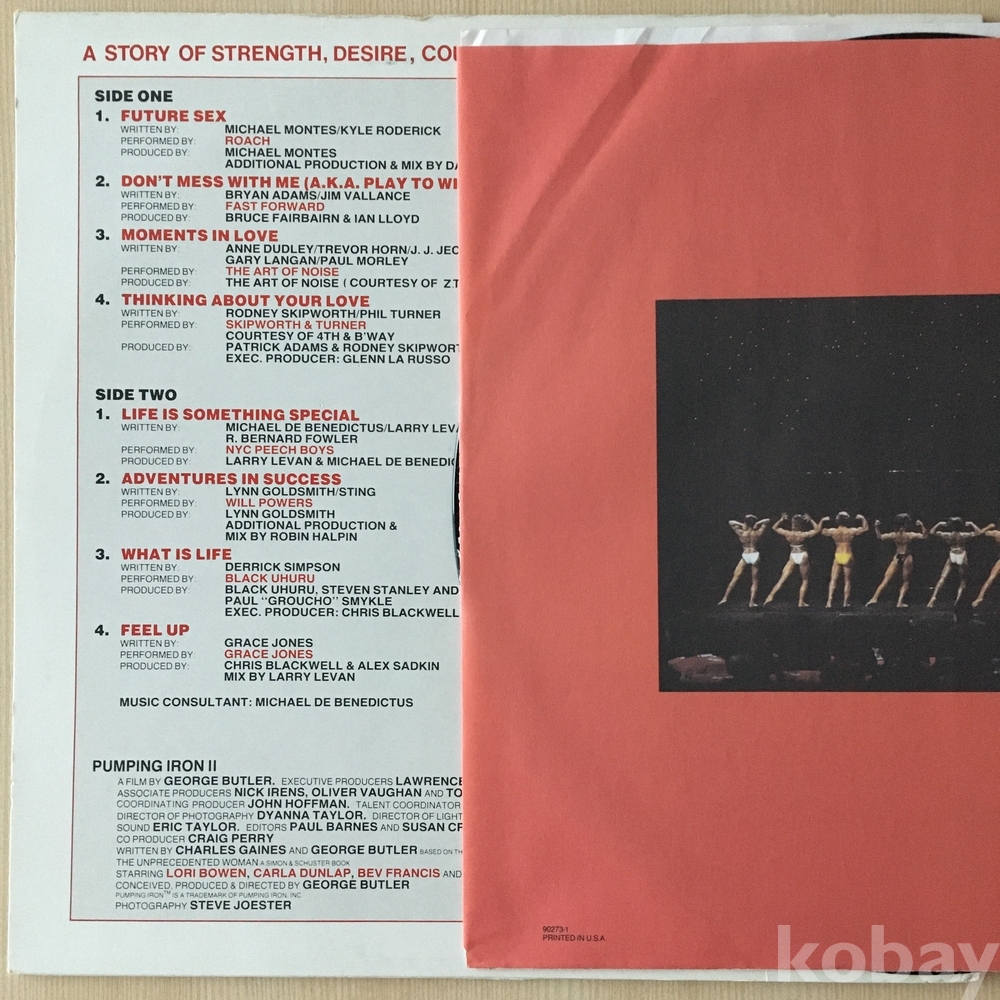 A STORY OF STRENGTH, DESIRE,
SIDE ONE
1. FUTURE SEX
WRITTEN BY: MICHAEL MONTES/KYLE RODERICK
PERFORMED BY: ROACH
PRODUCED BY: MICHAEL MONTES
ADDITIONAL PRODUCTION & MIX BY
2. DON'T MESS WITH ME (A.K.A. PLAY TO
WRITTEN BY: BRYAN ADAMS/JIM VALLANCE
PERFORMED BY: FAST FORWARD
PRODUCED BY: BRUCE FAIRBAIRN & IAN LLOYD
3. MOMENTS IN LOVE
WRITTEN BY: ANNE DUDLEY/TREVOR HORN/J. J.
GARY LANGAN/PAUL MORLEY
PERFORMED BY: THE ART OF NOISE
PRODUCED BY: THE ART OF NOISE ( COURTESY OF Z.T
4. THINKING ABOUT YOUR LOVE
WRITTEN BY: RODNEY SKIPWORTH/PHIL TURNER
PERFORMED BY: SKIPWORTH & TURNER
COURTESY OF 4TH & B'WAY
PRODUCED BY: PATRICK ADAMS & RODNEY SKIPWORT
EXEC. PRODUCER: GLENN LA RUSSO
SIDE TWO
1. LIFE IS SOMETHING SPECIAL
WRITTEN BY: MICHAEL DE BENEDICTUS/LARRY LEVA
R. BERNARD FOWLER
PERFORMED BY: NYC PEECH BOYS
PRODUCED BY: LARRY LEVAN & MICHAEL DE BENEDIC
2. ADVENTURES IN SUCCESS
WRITTEN BY: LYNN GOLDSMITH/STING
PERFORMED BY: WILL POWERS
PRODUCED BY: LYNN GOLDSMITH
ADDITIONAL PRODUCTION &
MIX BY ROBIN HALPIN
3. WHAT IS LIFE
WRITTEN BY: DERRICK SIMPSON
PERFORMED BY: BLACK UHURU
PRODUCED BY: BLACK UHURU, STEVEN STANLEY AND
PAUL "GROUCHO" SMYKLE
EXEC. PRODUCER: CHRIS BLACKWELL
4. FEEL UP
WRITTEN BY: GRACE JONES
PERFORMED BY: GRACE JONES
PRODUCED BY: CHRIS BLACKWELL & ALEX SADKIN
MIX BY LARRY LEVAN
MUSIC CONSULTANT: MICHAEL DE BENEDICTUS
PUMPING IRON II
A FILM BY GEORGE BUTLER. EXECUTIVE PRODUCERS LAWRENCE
ASSOCIATE PRODUCERS NICK IRENS, OLIVER VAUGHAN AND TO
COORDINATING PRODUCER JOHN HOFFMAN. TALENT COORDINATOR
DIRECTOR OF PHOTOGRAPHY DYANNA TAYLOR. DIRECTOR OF LIGHT
SOUND ERIC TAYLOR. EDITORS PAUL BARNES AND SUSAN CR
CO PRODUCER CRAIG PERRY
WRITTEN BY CHARLES GAINES AND GEORGE BUTLER BASED ON TH
THE UNPRECEDENTED WOMAN A SIMON & SCHUSTER BOOK
STARRING LORI BOWEN, CARLA DUNLAP, BEV FRANCIS AND
CONCEIVED, PRODUCED & DIRECTED BY GEORGE BUTLER
PUMPING IRON™ IS A TRADEMARK OF PUMPING IRON, INC.
PHOTOGRAPHY STEVE JOESTER
90273-1
PRINTED IN U.S.A
kobay